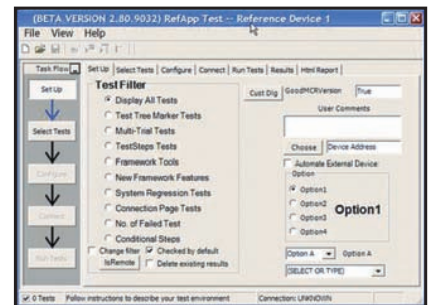 (BETA VERSION 2.80.9032) RefApp Test -- Reference Device 1
File View Help
Task Flow
Set Up Select Tests Configure Connect Run Tests Results Html Report
Set Up
Select Tests
Configure
Connect
Run Tests
Test Filter
Display All Tests
Test Tree Marker Tests
Multi-Trial Tests
TestSteps Tests
Framework Tools
New Framework Features
System Regression Tests
Connection Page Tests
No. of Failed Test
Conditional Steps
Change filter Checked by default
IsRemote Delete existing results
Cust Dlg GoodMCRVersion True
User Comments
Choose Device Address
Automate External Device
Option
Option1
Option2
Option3
Option4
Option1
Option A Option A
(SELECT OR TYPE)
0 Tests Follow instructions to describe your test environment Connection: UNKNOWN